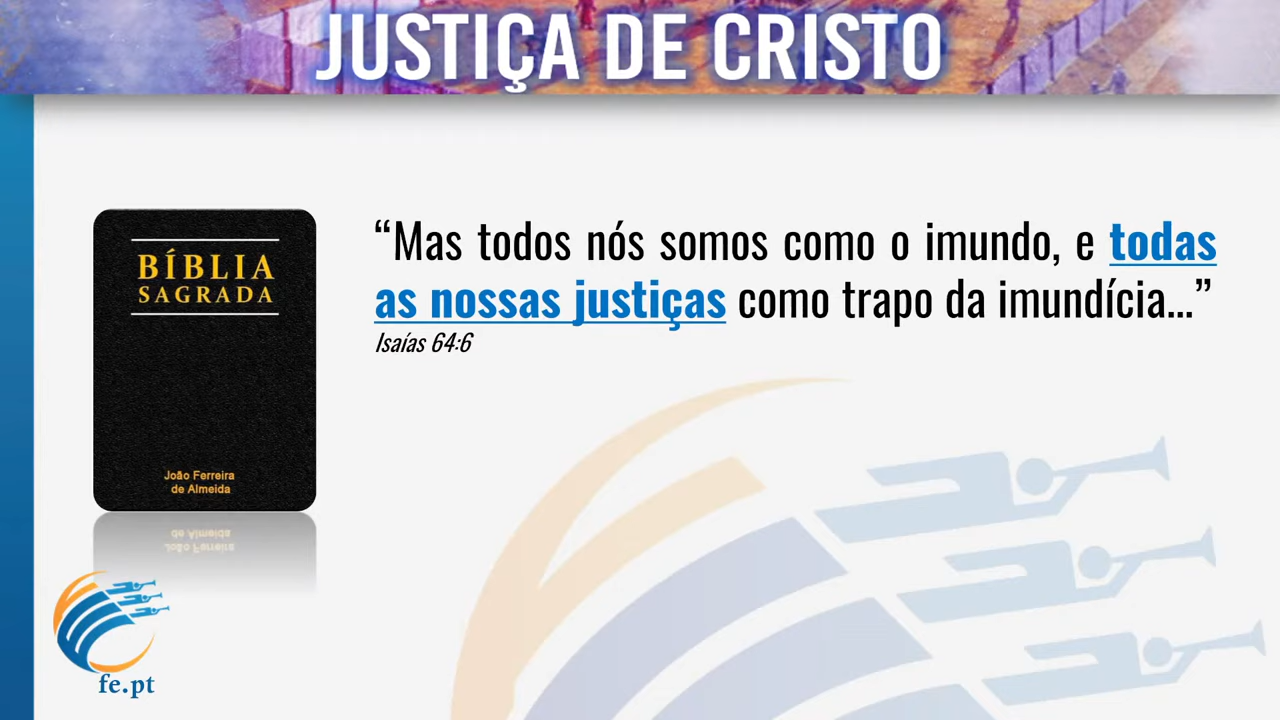 JUSTIÇA DE CRISTO
BÍBLIA
SAGRADA
João Ferreira
de Almeida
“Mas todos nós somos como o imundo, e todas
as nossas justiças como trapo da imundícia...”
Isaías 64:6
fe.pt